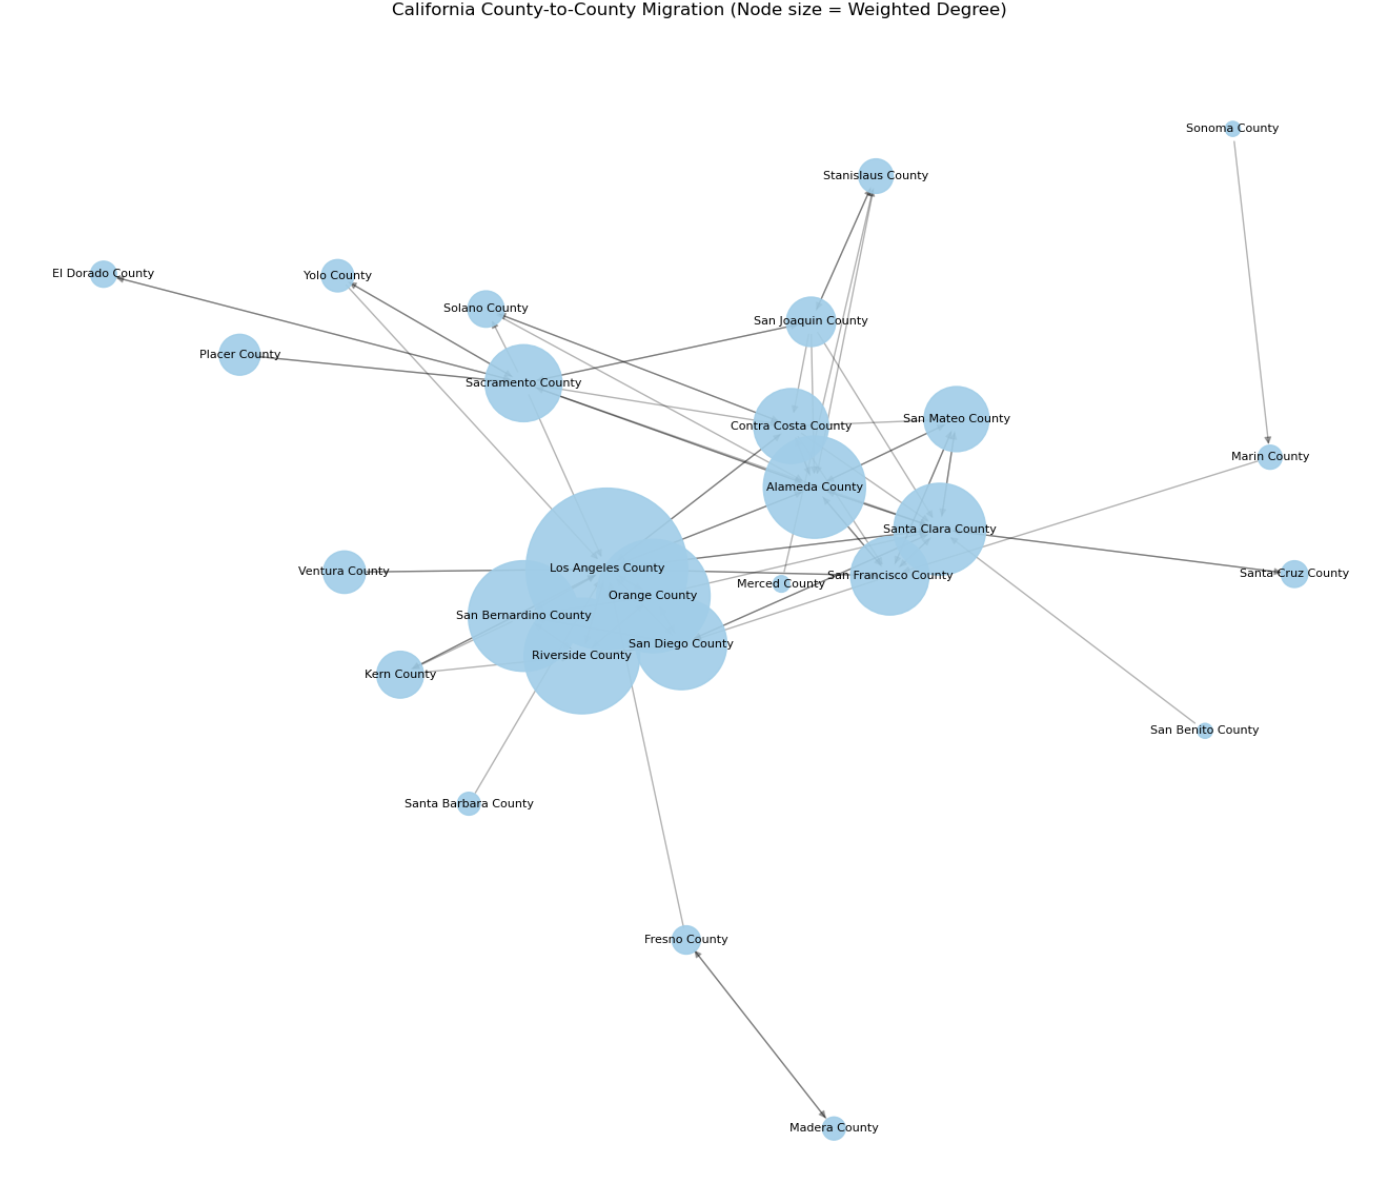 California County-to-County Migration (Node size = Weighted Degree)
Sonoma County
Stanislaus County
El Dorado County
Yolo County
Solano County
San Joaquin County
Placer County
Sacramento County
San Mateo County
Contra Costa County
Marin County
Alameda County
Santa Clara County
Los Angeles County
Ventura County
Santa Cruz County
San Francisco County
Merced County
Orange County
San Bernardino County
San Diego County
Riverside County
Kern County
San Benito County
Santa Barbara County
Fresno County
Madera County